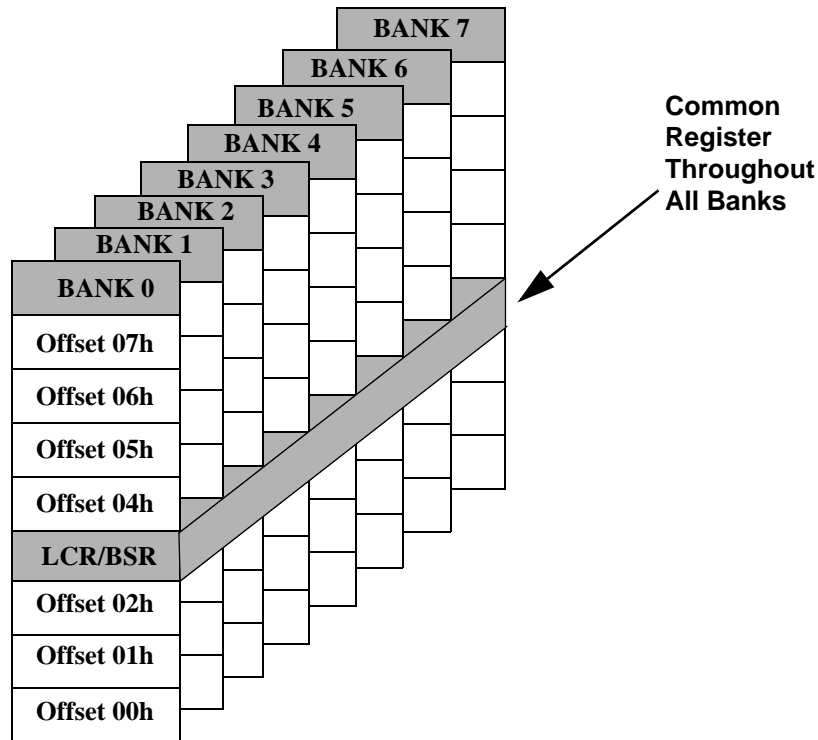 BANK 7
BANK 6
BANK 5
BANK 4
BANK 3
BANK 2
BANK 1
BANK 0
Offset 07h
Offset 06h
Offset 05h
Offset 04h
LCR/BSR
Offset 02h
Offset 01h
Offset 00h
Common
Register
Throughout
All Banks